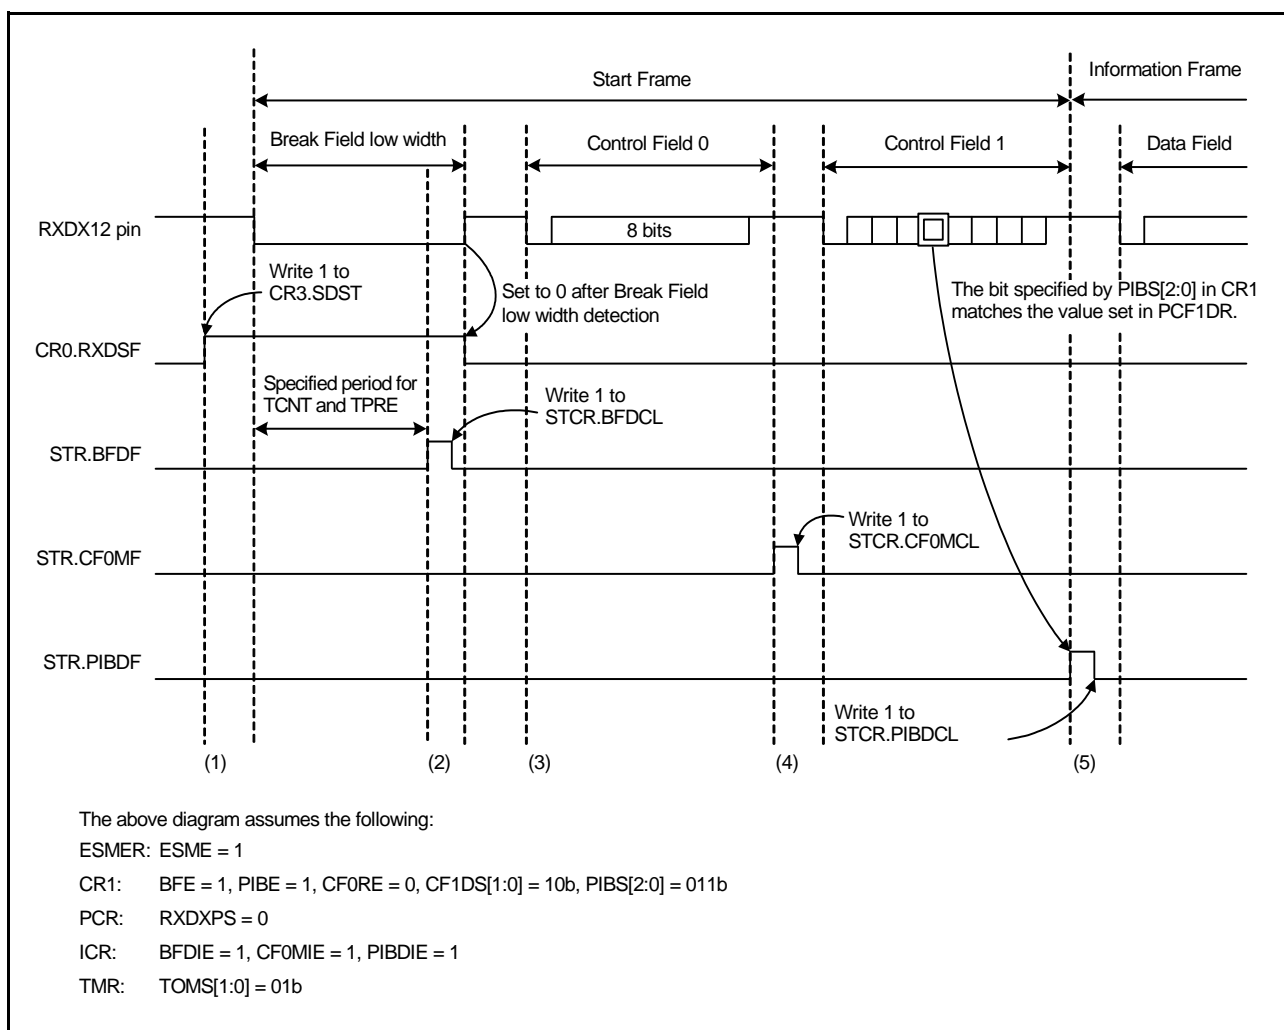 Start Frame
Information Frame
Break Field low width
Control Field 0
Control Field 1
Data Field
RXDX12 pin
8 bits
Write 1 to
CR3.SDST
Set to 0 after Break Field
low width detection
The bit specified by PIBS[2:0] in CR1
matches the value set in PCF1DR.
CR0.RXDSF
Specified period for
TCNT and TPRE
Write 1 to
STCR.BFDCL
STR.BFDF
Write 1 to
STCR.CF0MCL
STR.CF0MF
STR.PIBDF
Write 1 to
STCR.PIBDCL
(1)
(2)
(3)
(4)
(5)
The above diagram assumes the following:
ESMER: ESME = 1
CR1: BFE = 1, PIBE = 1, CF0RE = 0, CF1DS[1:0] = 10b, PIBS[2:0] = 011b
PCR: RXDXPS = 0
ICR: BFDIE = 1, CF0MIE = 1, PIBDIE = 1
TMR: TOMS[1:0] = 01b